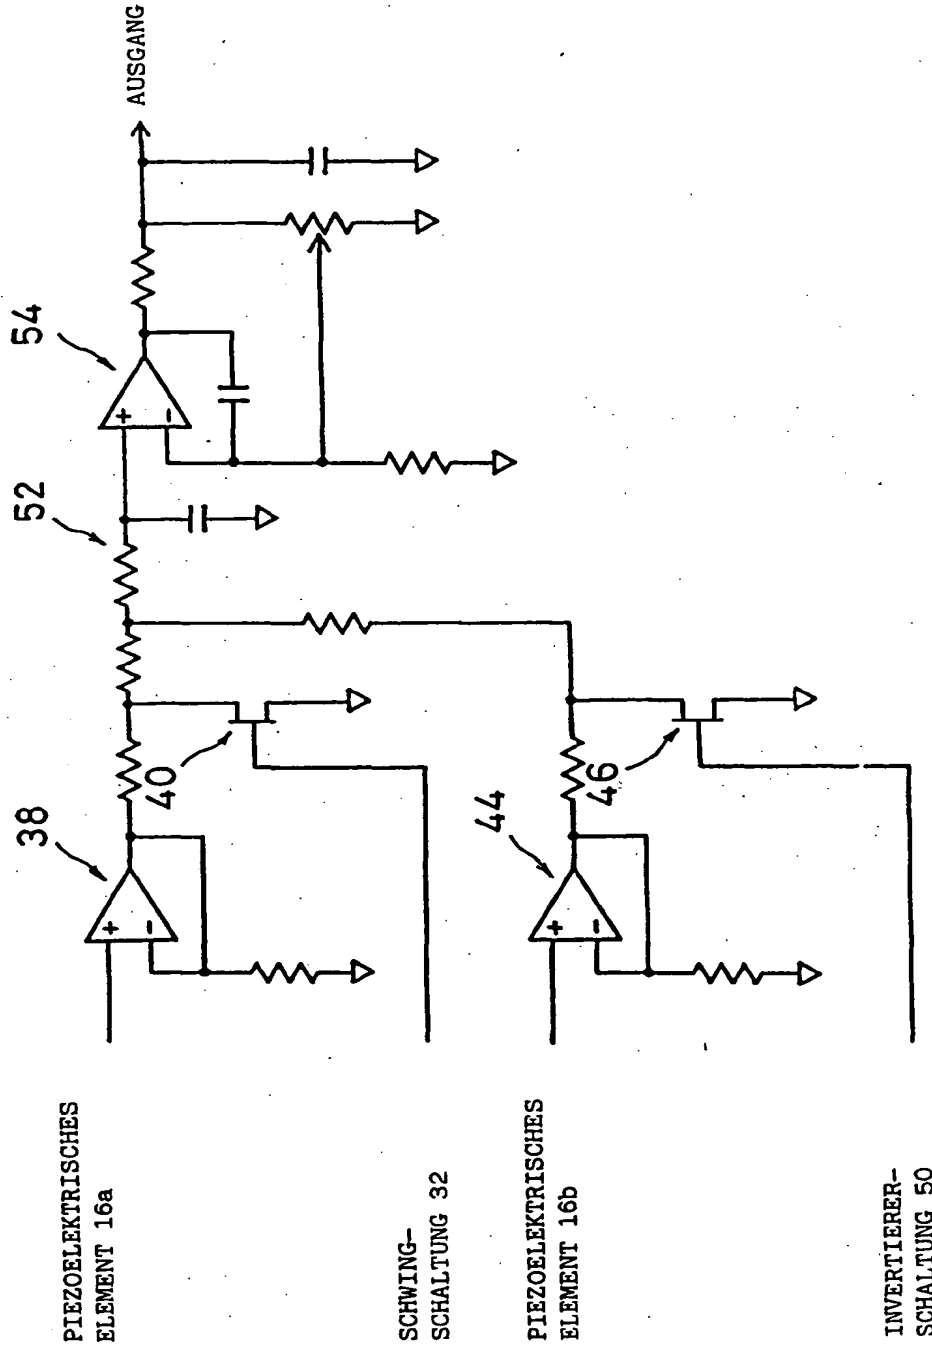 PIEZOELEKTRISCHES
ELEMENT 16a
38
40
52
54
AUSGANG
SCHWING-
SCHALTUNG 32
PIEZOELEKTRISCHES
ELEMENT 16b
44
46
INVERTIERER-
SCHALTUNG 50
+
-
+
-
+
-